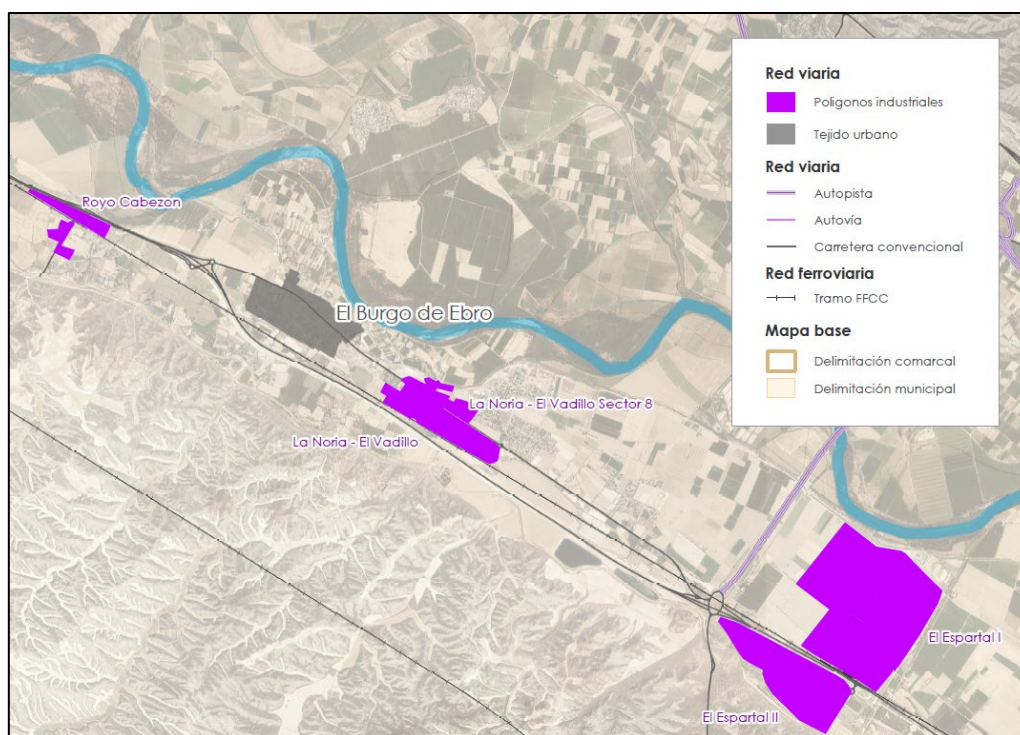 Red viaria
Poligonos industriales
Tejido urbano
Red viaria
Autopista
Autovía
Carretera convencional
Red ferroviaria
Tramo FFCC
Mapa base
Delimitación comarcal
Delimitación municipal
Royo Cabezon
El Burgo de Ebro
La Noria - El Vadillo Sector 8
La Noria - El Vadillo
El Espartal I
El Espartal II